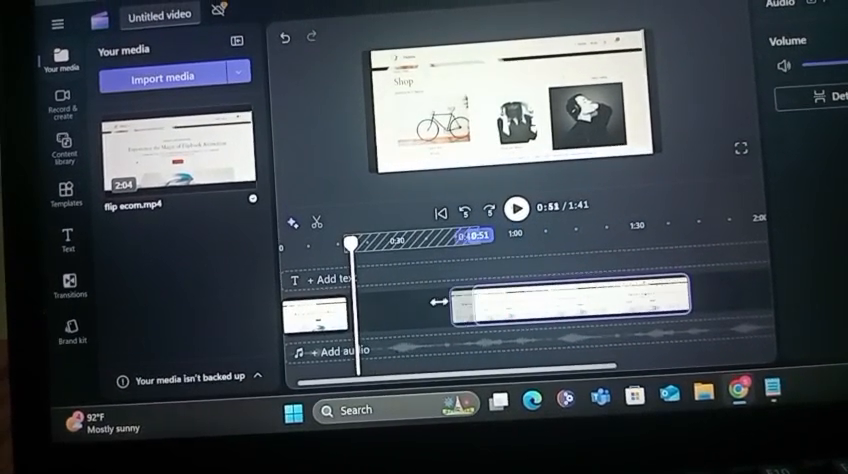 Untitled video
Audio
Your media
Your media
Import media
Record & create
Content library
Templates
Text
Transitions
Brand kit
2:04
flip ecom.mp4
Shop
Volume
Det
0:51 / 1:41
0
0:30
0:51
1:00
1:30
2:00
T + Add text
+ Add audio
Your media isn't backed up
92°F
Mostly sunny
Search